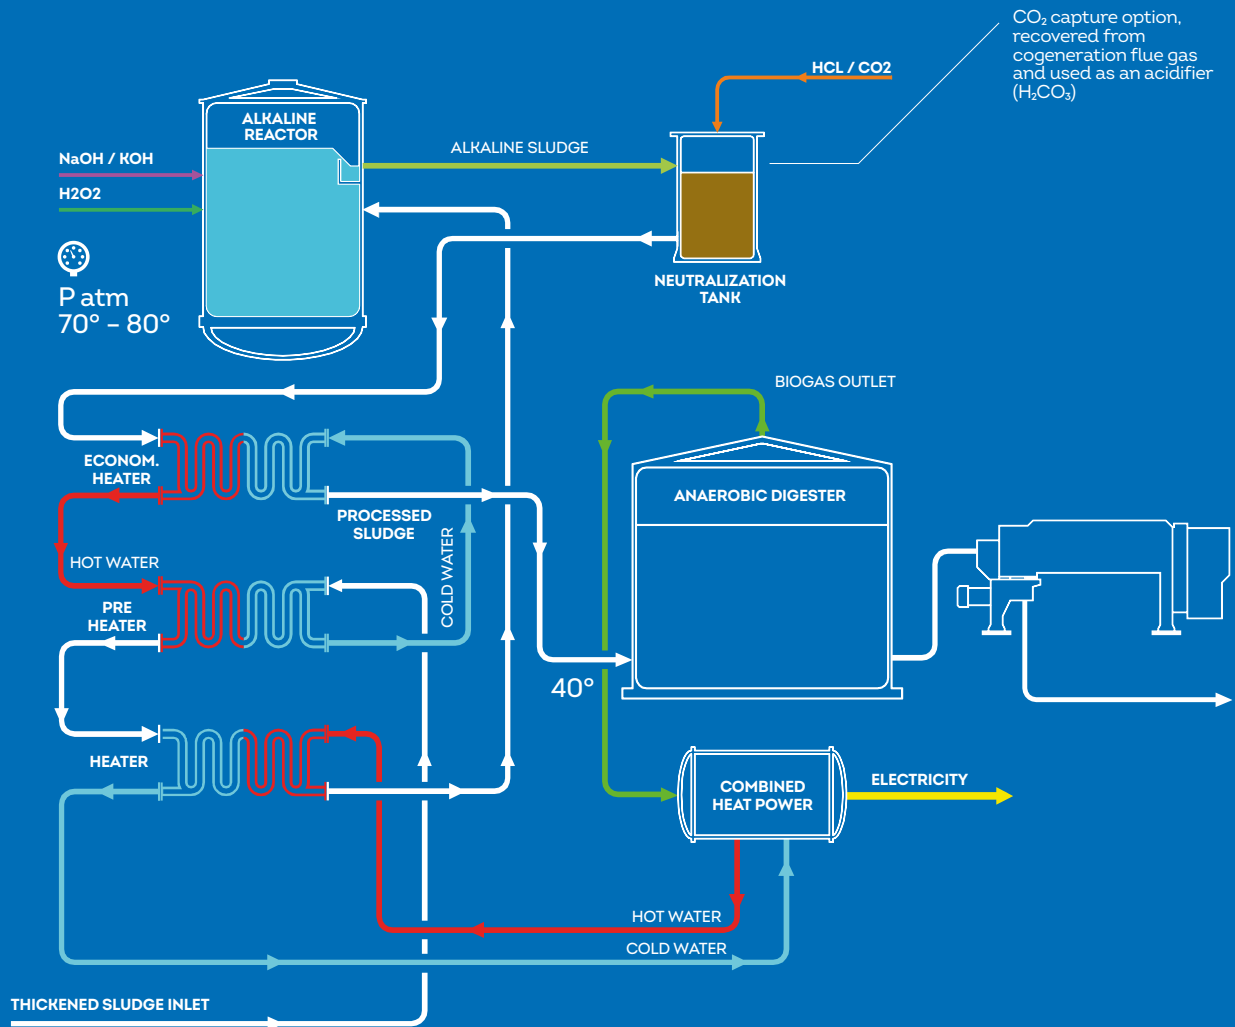 CO₂ capture option,
recovered from
cogeneration flue gas
and used as an acidifier
(H₂CO₃)
HCL / CO2
ALKALINE
REACTOR
ALKALINE SLUDGE
NaOH / KOH
H2O2
P atm
70° – 80°
NEUTRALIZATION
TANK
BIOGAS OUTLET
ECONOM.
HEATER
PROCESSED
SLUDGE
ANAEROBIC DIGESTER
HOT WATER
COLD WATER
PRE
HEATER
40°
HEATER
COMBINED
HEAT POWER
ELECTRICITY
HOT WATER
COLD WATER
THICKENED SLUDGE INLET